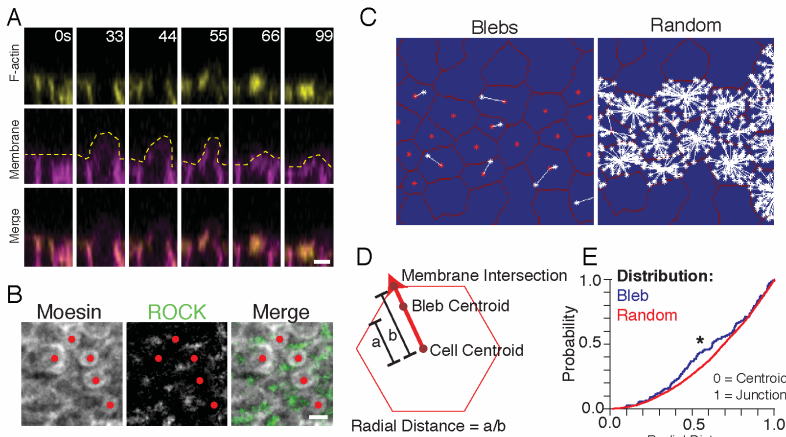 A
0s 33 44 55 66 99
F-actin
Membrane
Merge
B
Moesin ROCK Merge
C
Blebs Random
D
Membrane Intersection
Bleb Centroid
a b
Cell Centroid
Radial Distance = a/b
E
Distribution:
Bleb
Random
*
Probability
1.0
0.5
0.0
0 = Centroid
1 = Junction
0.0 0.5 1.0